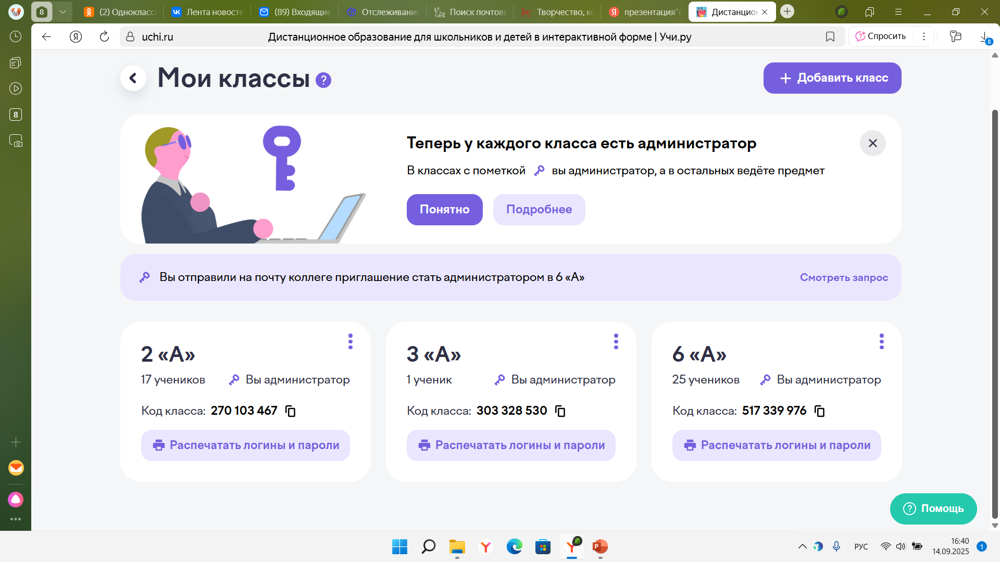 8
(2) Однокласс
Лента новосте
(89) Входящие
Отслеживание
Поиск почтовь
Творчество, к
презентация"с
Дистанцио
uchi.ru
Дистанционное образование для школьников и детей в интерактивной форме | Учи.ру
Спросить
8
8
Мои классы ?
+ Добавить класс
Теперь у каждого класса есть администратор
В классах с пометкой вы администратор, а в остальных ведёте предмет
Понятно
Подробнее
Вы отправили на почту коллеге приглашение стать администратором в 6 «А»
Смотреть запрос
2 «А»
17 учеников
Вы администратор
Код класса: 270 103 467
Распечатать логины и пароли
3 «А»
1 ученик
Вы администратор
Код класса: 303 328 530
Распечатать логины и пароли
6 «А»
25 учеников
Вы администратор
Код класса: 517 339 976
Распечатать логины и пароли
? Помощь
РУС
16:40
14.09.2025
1